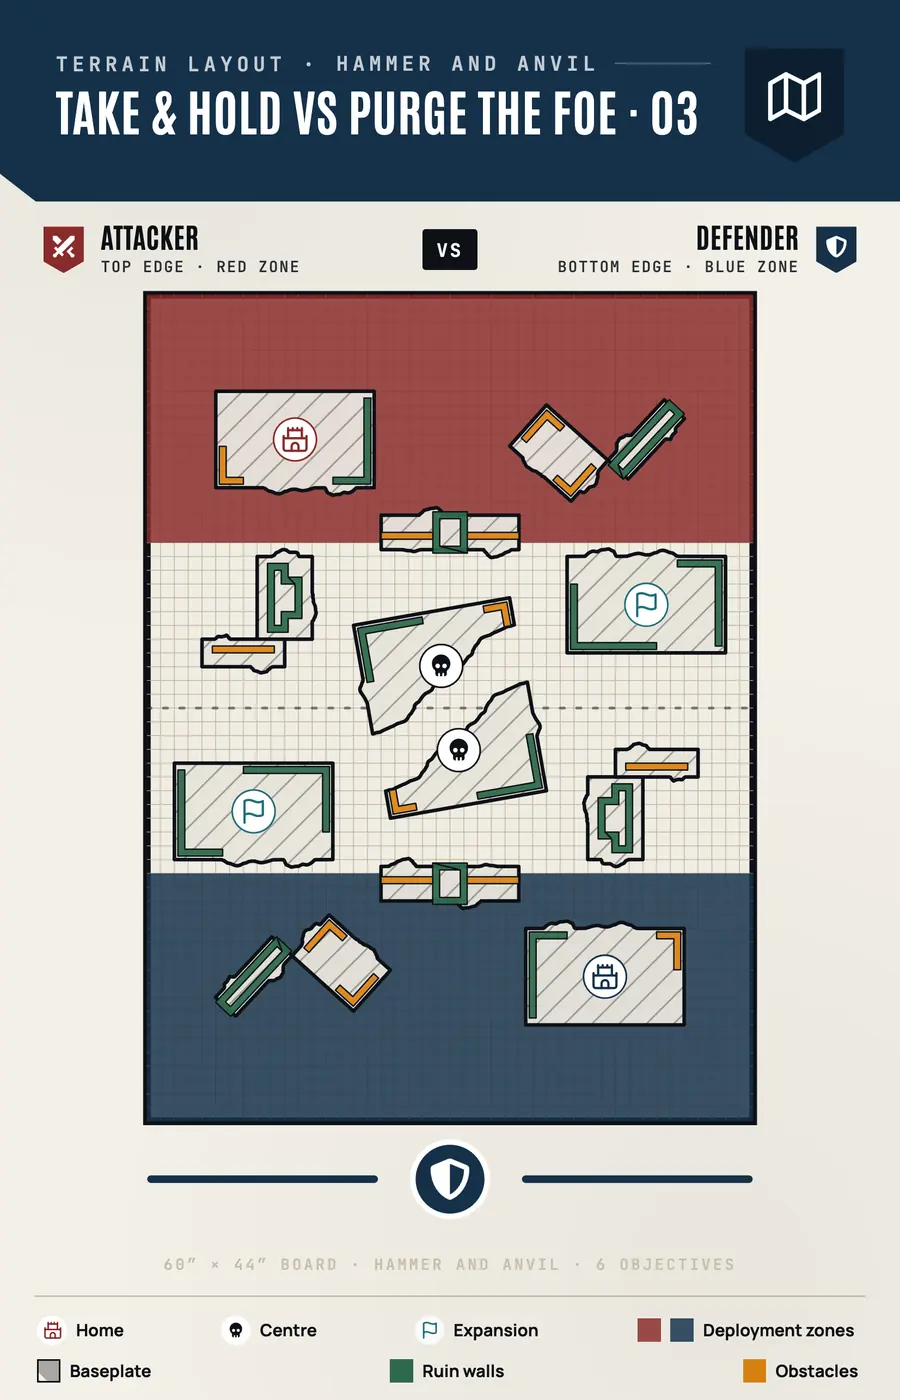 TERRAIN LAYOUT · HAMMER AND ANVIL
TAKE & HOLD VS PURGE THE FOE · 03
ATTACKER
TOP EDGE · RED ZONE
VS
DEFENDER
BOTTOM EDGE · BLUE ZONE
60″ × 44″ BOARD · HAMMER AND ANVIL · 6 OBJECTIVES
Home
Centre
Expansion
Deployment zones
Baseplate
Ruin walls
Obstacles